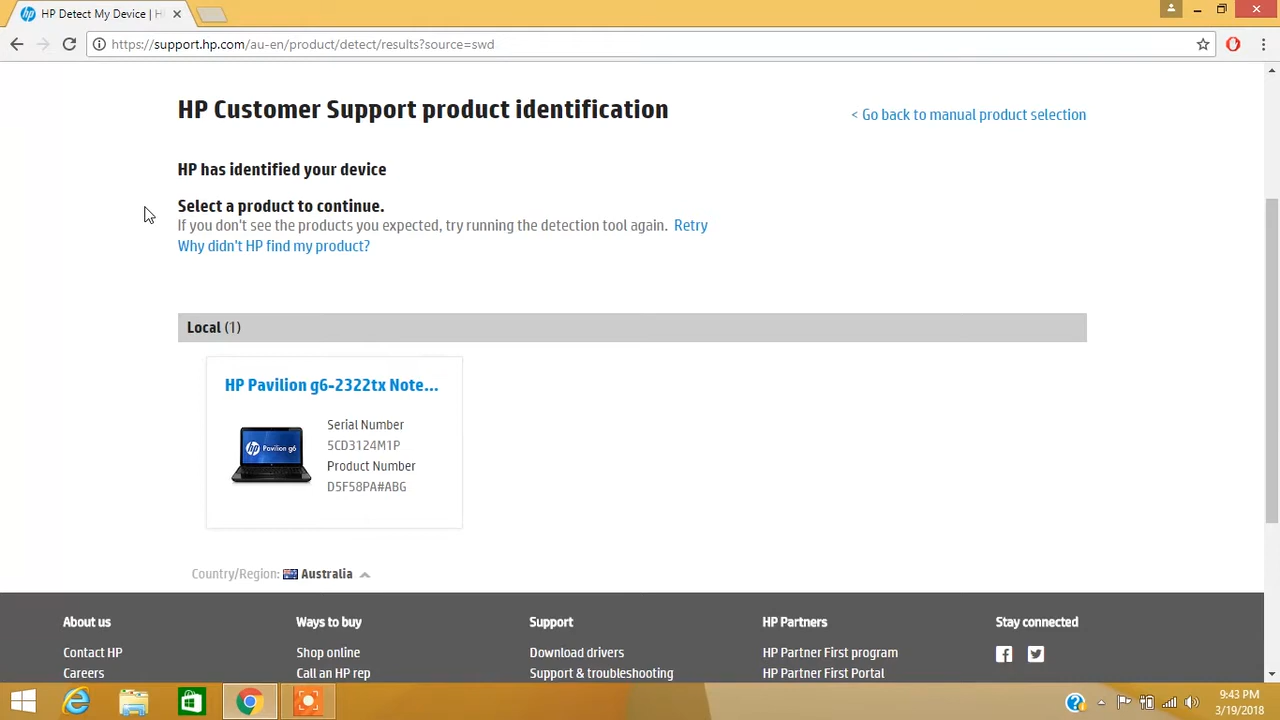 HP Detect My Device | H
https://support.hp.com/au-en/product/detect/results?source=swd
HP Customer Support product identification
< Go back to manual product selection
HP has identified your device
Select a product to continue.
If you don't see the products you expected, try running the detection tool again. Retry
Why didn't HP find my product?
Local (1)
HP Pavilion g6-2322tx Note...
Serial Number
5CD3124M1P
Product Number
D5F58PA#ABG
hp Pavilion g6
Country/Region: Australia
About us
Ways to buy
Support
HP Partners
Stay connected
Contact HP
Shop online
Download drivers
HP Partner First program
Careers
Call an HP rep
Support & troubleshooting
HP Partner First Portal
9:43 PM
3/19/2018